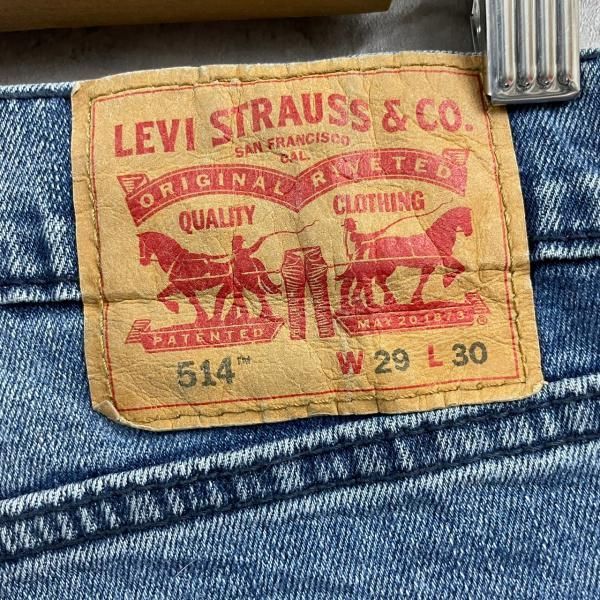 LEVI STRAUSS & CO.
SAN FRANCISCO
CAL.
ORIGINAL RIVETED
QUALITY CLOTHING
PATENTED MAY 20 1873 ®
514™ W 29 L 30